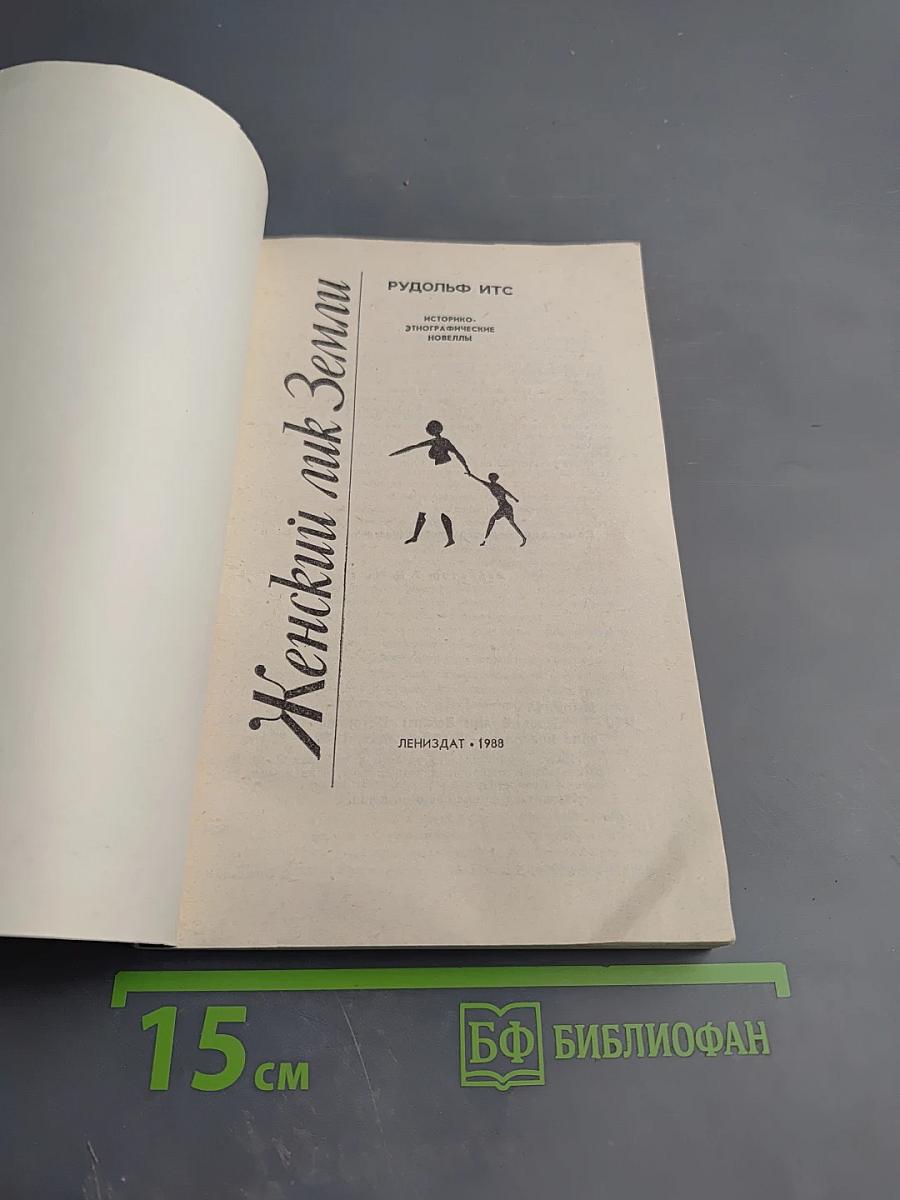 РУДОЛЬФ ИТС
ИСТОРИКО-
ЭТНОГРАФИЧЕСКИЕ
НОВЕЛЛЫ
Женский лик Земли
ЛЕНИЗДАТ • 1988
15 см
БФ БИБЛИОФАН